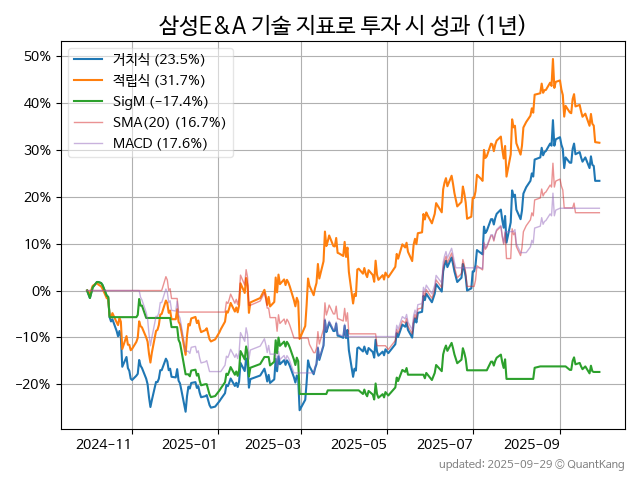 삼성E&A 기술 지표로 투자 시 성과 (1년)
거치식 (23.5%)
적립식 (31.7%)
SigM (−17.4%)
SMA(20) (16.7%)
MACD (17.6%)
50%
40%
30%
20%
10%
0%
−10%
−20%
2024-11 2025-01 2025-03 2025-05 2025-07 2025-09
updated: 2025-09-29 © QuantKang